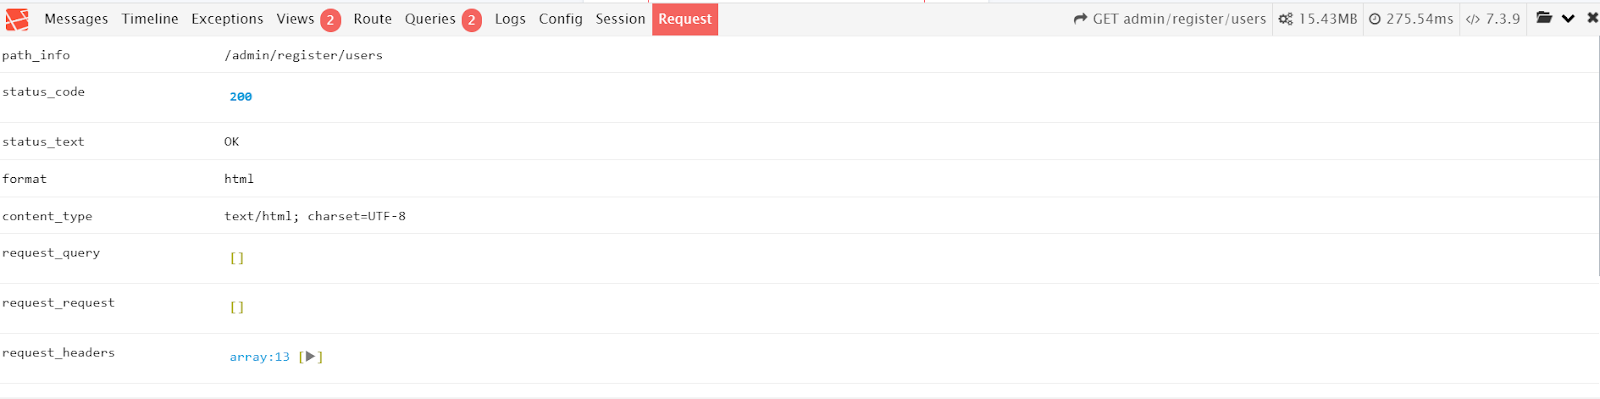 Messages Timeline Exceptions Views 2 Route Queries 2 Logs Config Session Request GET admin/register/users 15.43MB 275.54ms 7.3.9
path_info /admin/register/users
status_code 200
status_text OK
format html
content_type text/html; charset=UTF-8
request_query []
request_request []
request_headers array:13 [▶]